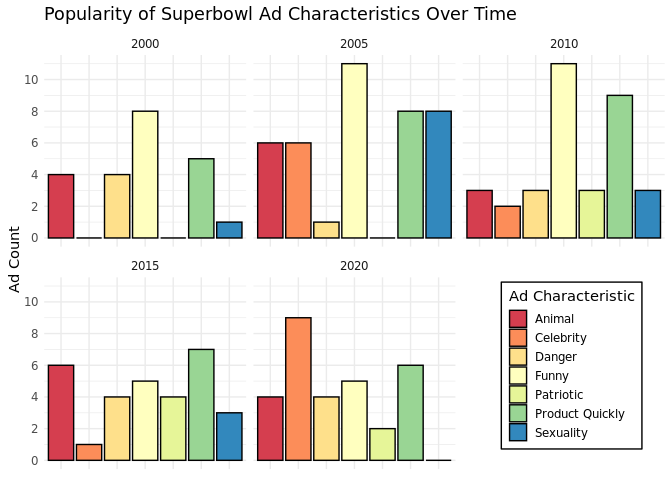 Popularity of Superbowl Ad Characteristics Over Time
2000
2005
2010
10
8
6
4
2
0
Ad Count
2015
2020
10
8
6
4
2
0
Ad Characteristic
Animal
Celebrity
Danger
Funny
Patriotic
Product Quickly
Sexuality